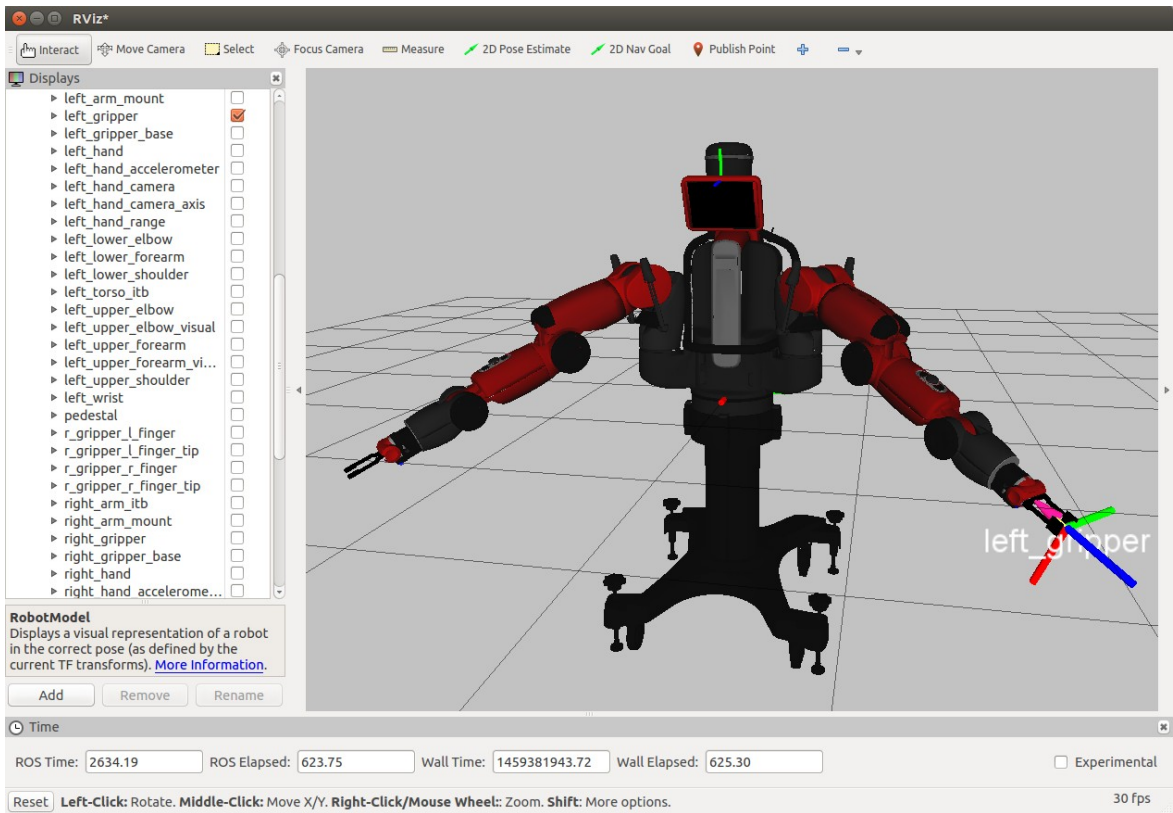 RViz*
Interact Move Camera Select Focus Camera Measure 2D Pose Estimate 2D Nav Goal Publish Point
Displays
left_arm_mount
left_gripper
left_gripper_base
left_hand
left_hand_accelerometer
left_hand_camera
left_hand_camera_axis
left_hand_range
left_lower_elbow
left_lower_forearm
left_lower_shoulder
left_torso_itb
left_upper_elbow
left_upper_elbow_visual
left_upper_forearm
left_upper_forearm_vi...
left_upper_shoulder
left_wrist
pedestal
r_gripper_l_finger
r_gripper_l_finger_tip
r_gripper_r_finger
r_gripper_r_finger_tip
right_arm_itb
right_arm_mount
right_gripper
right_gripper_base
right_hand
right_hand_accelerome...
RobotModel
Displays a visual representation of a robot
in the correct pose (as defined by the
current TF transforms). More Information.
Add Remove Rename
left_gripper
Time
ROS Time: 2634.19 ROS Elapsed: 623.75 Wall Time: 1459381943.72 Wall Elapsed: 625.30 Experimental
Reset Left-Click: Rotate. Middle-Click: Move X/Y. Right-Click/Mouse Wheel:: Zoom. Shift: More options. 30 fps